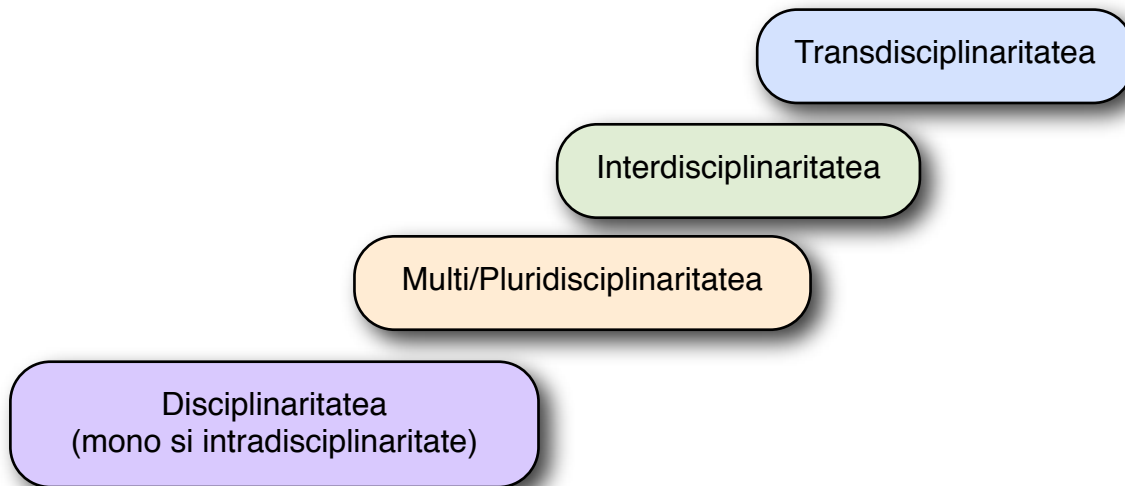 Transdisciplinaritatea
Interdisciplinaritatea
Multi/Pluridisciplinaritatea
Disciplinaritatea
(mono si intradisciplinaritate)